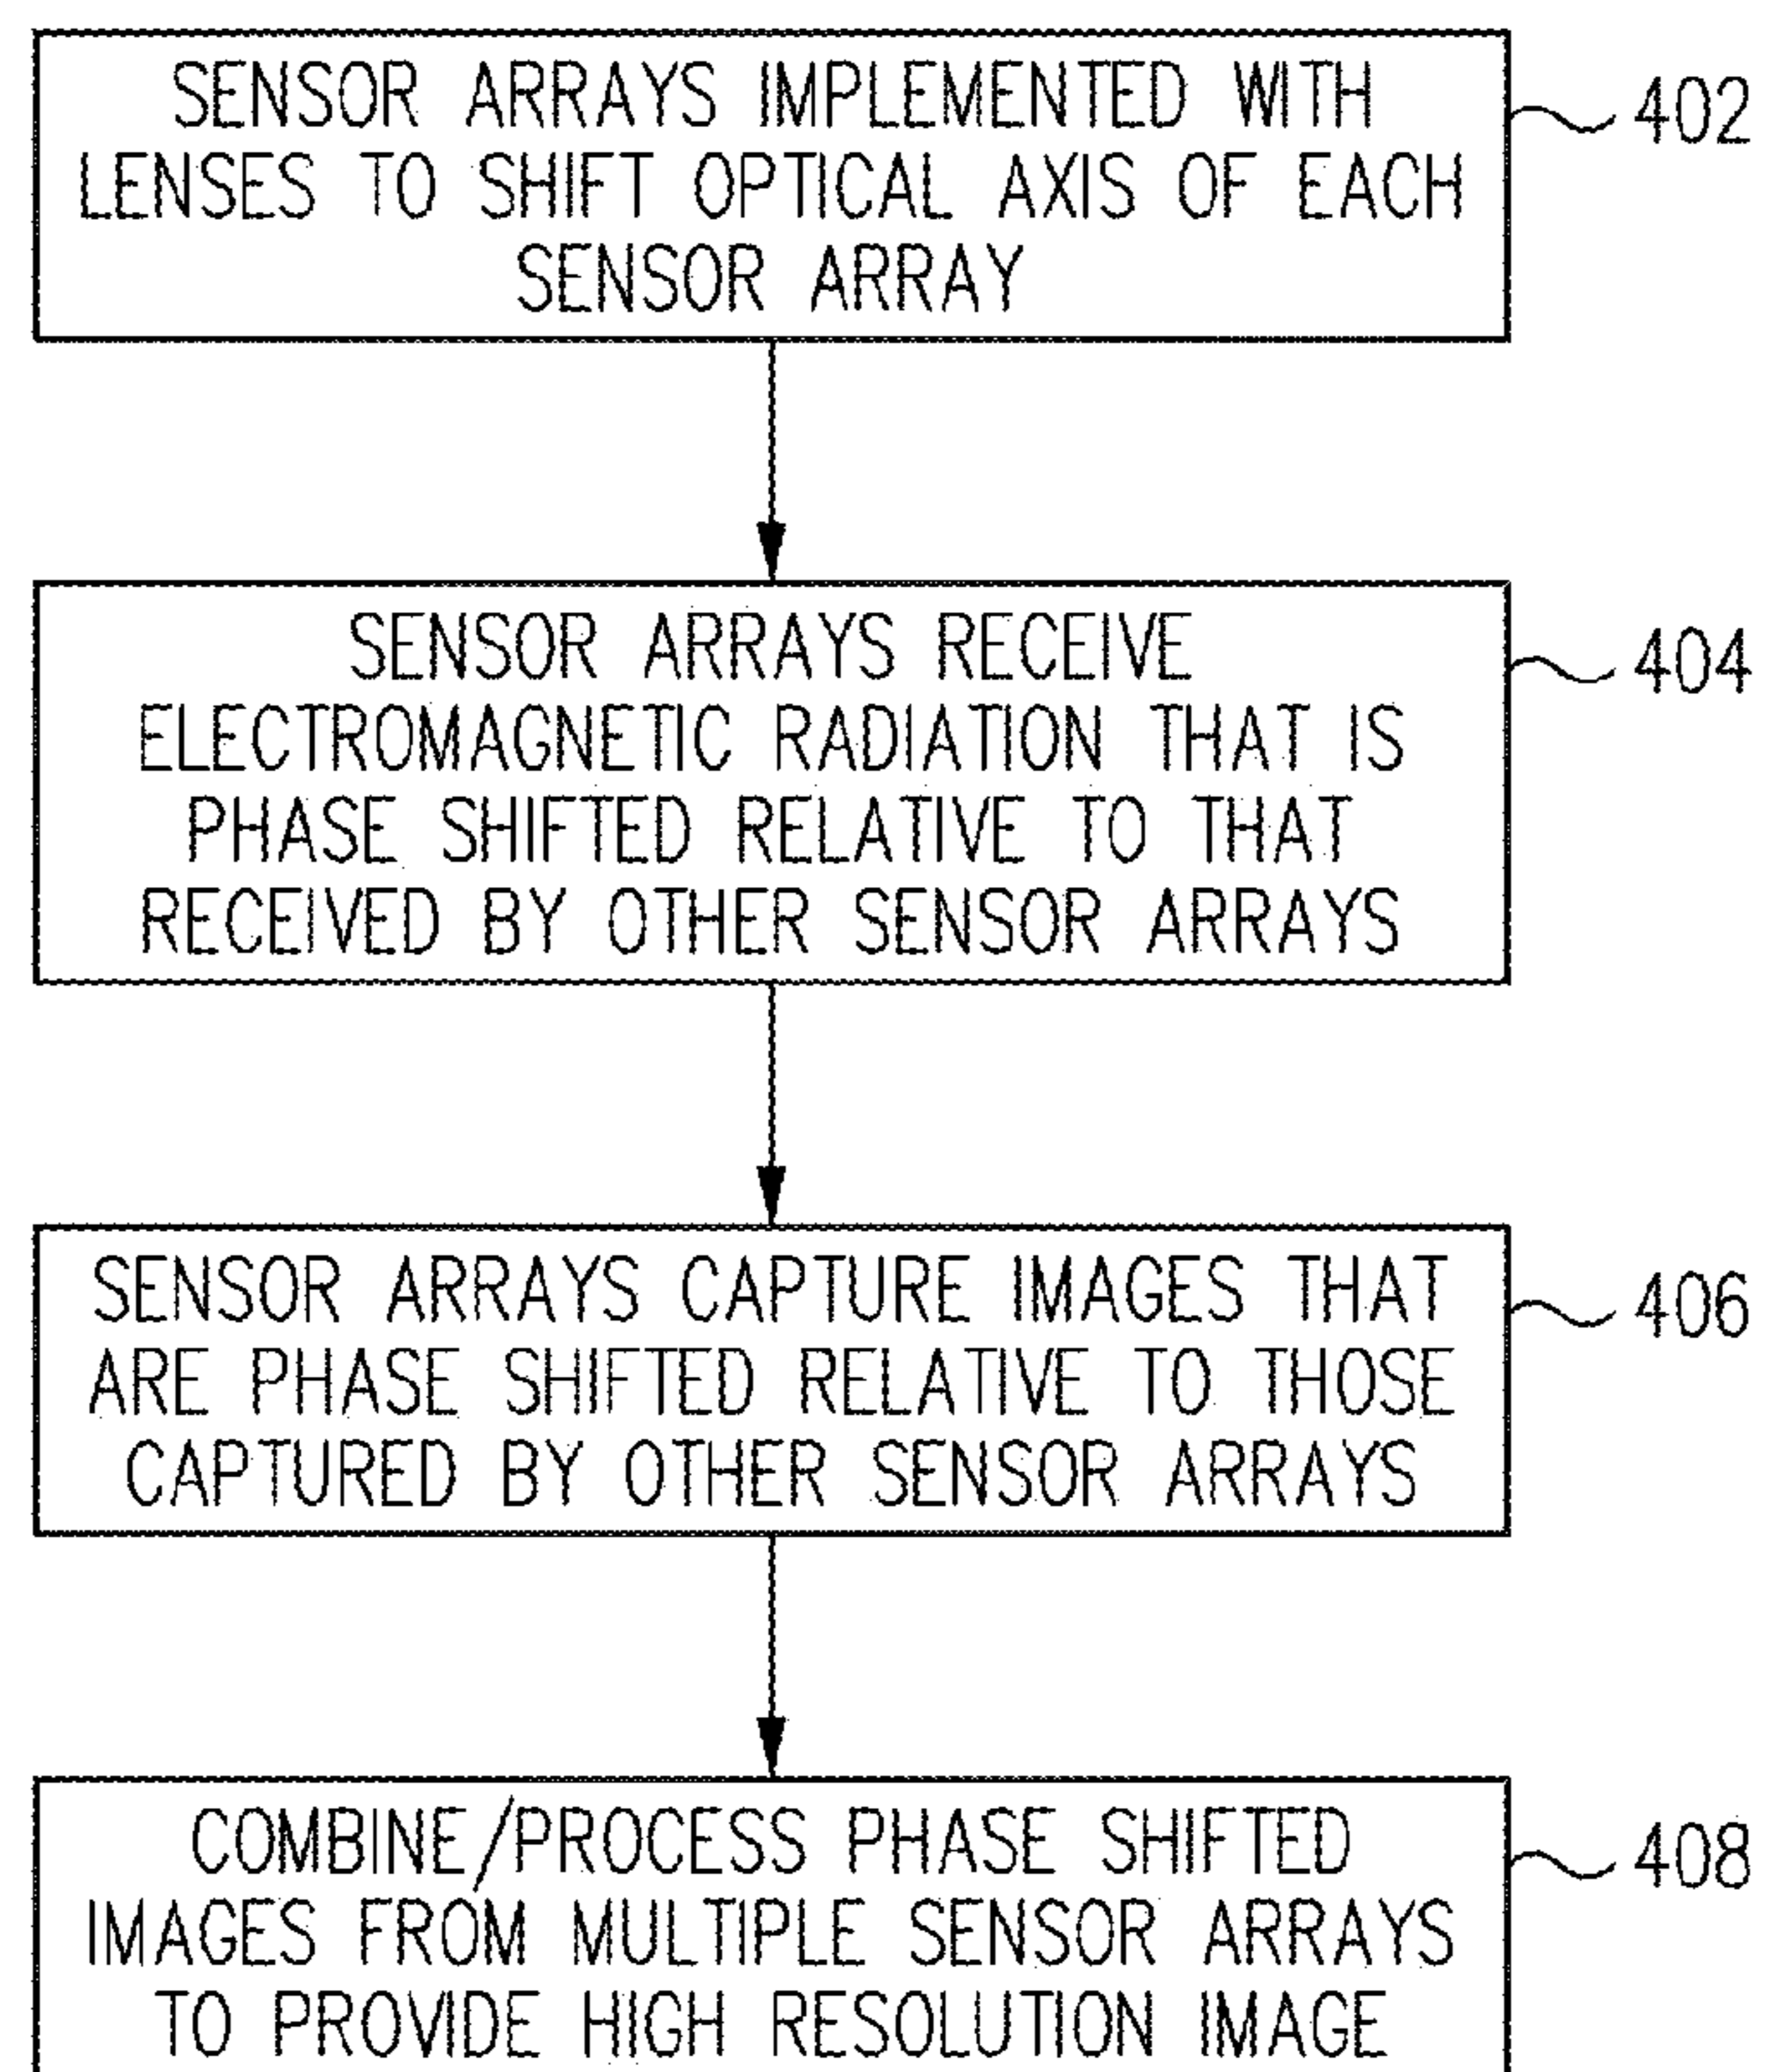 SENSOR ARRAYS IMPLEMENTED WITH
LENSES TO SHIFT OPTICAL AXIS OF EACH
SENSOR ARRAY
402
SENSOR ARRAYS RECEIVE
ELECTROMAGNETIC RADIATION THAT IS
PHASE SHIFTED RELATIVE TO THAT
RECEIVED BY OTHER SENSOR ARRAYS
404
SENSOR ARRAYS CAPTURE IMAGES THAT
ARE PHASE SHIFTED RELATIVE TO THOSE
CAPTURED BY OTHER SENSOR ARRAYS
406
COMBINE/PROCESS PHASE SHIFTED
IMAGES FROM MULTIPLE SENSOR ARRAYS
TO PROVIDE HIGH RESOLUTION IMAGE
408